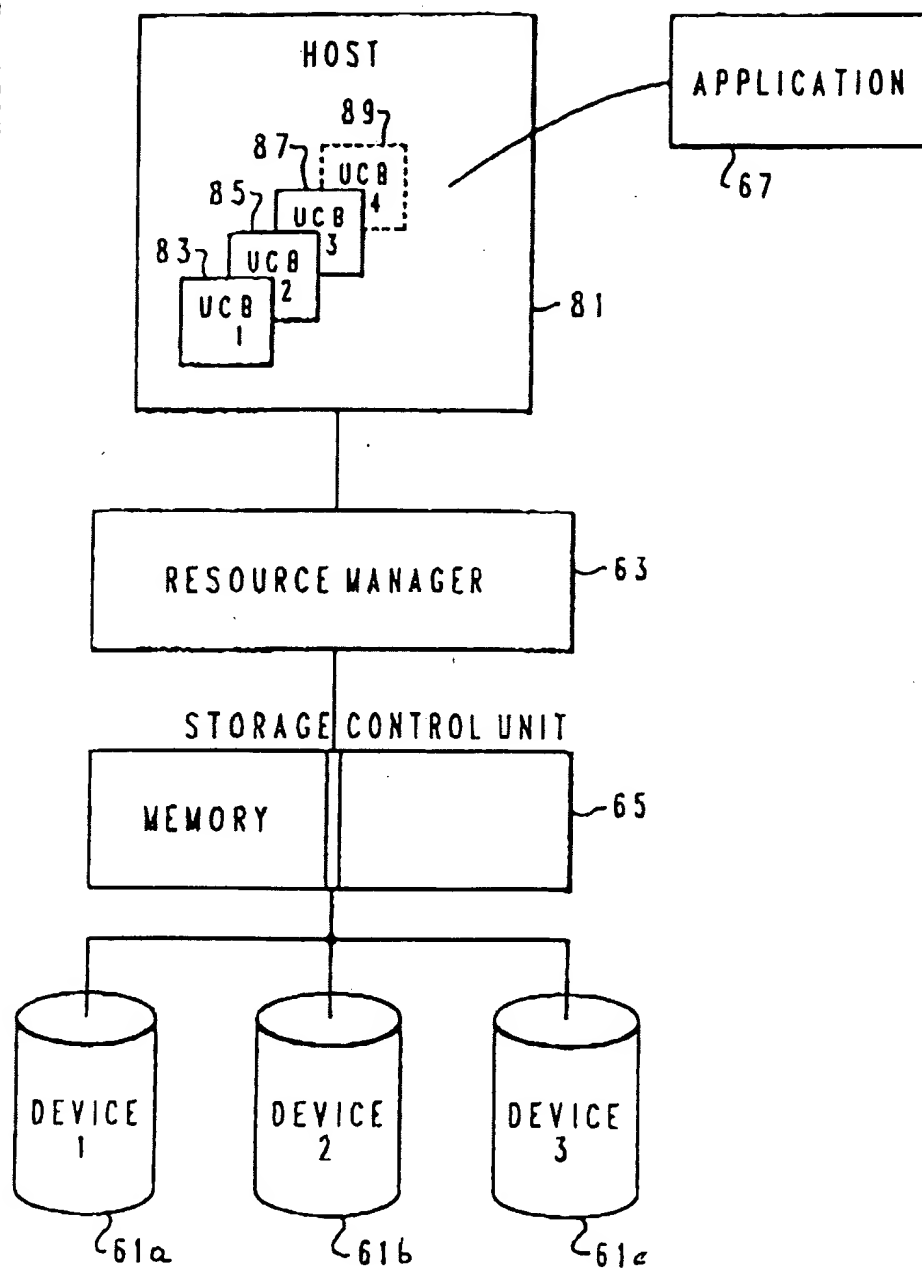 HOST
APPLICATION
67
89
UCB
4
87
UCB
3
85
UCB
2
83
UCB
1
81
RESOURCE MANAGER
63
STORAGE CONTROL UNIT
MEMORY
65
DEVICE
1
DEVICE
2
DEVICE
3
61a
61b
61c